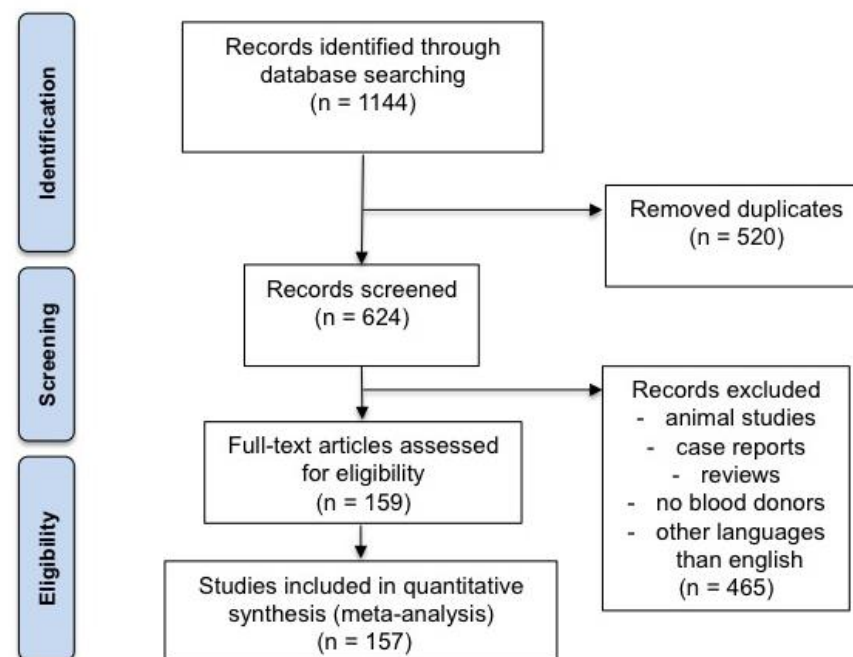 Identification
Records identified through
database searching
(n = 1144)
Removed duplicates
(n = 520)
Screening
Records screened
(n = 624)
Records excluded
- animal studies
- case reports
- reviews
- no blood donors
- other languages
than english
(n = 465)
Eligibility
Full-text articles assessed
for eligibility
(n = 159)
Studies included in quantitative
synthesis (meta-analysis)
(n = 157)